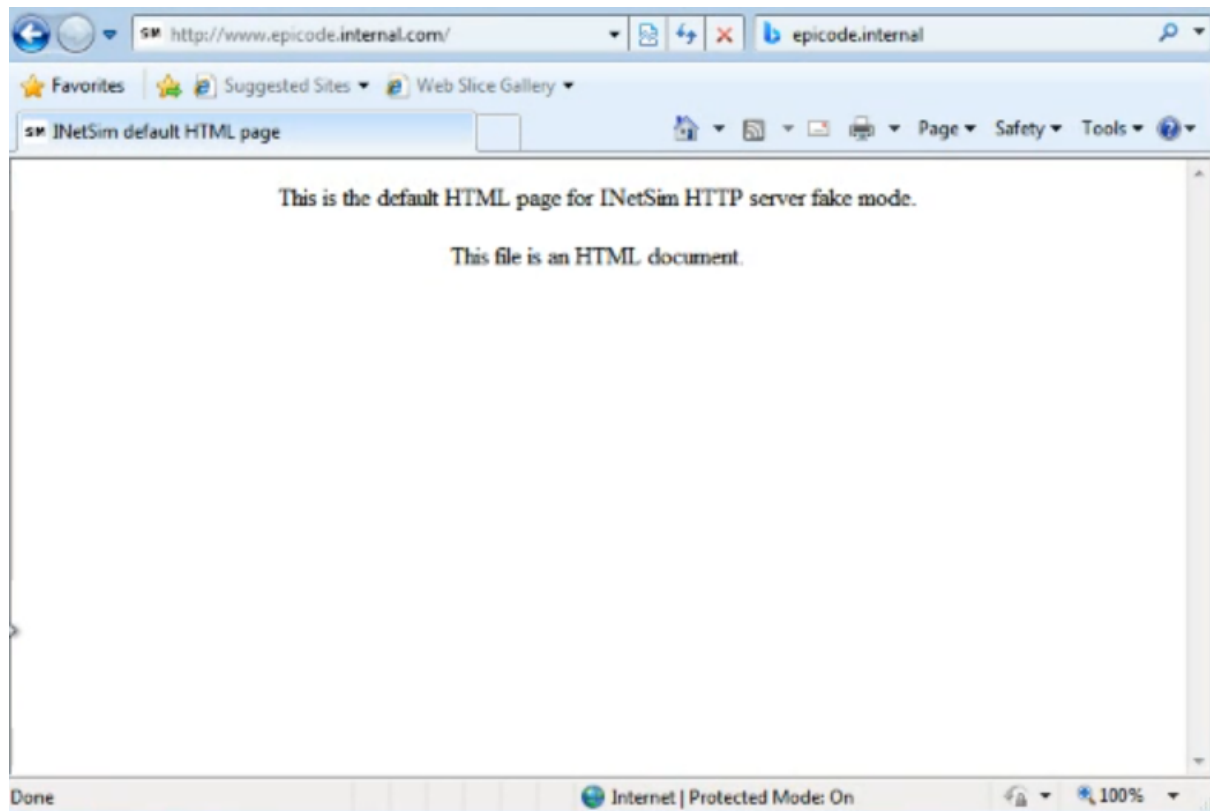 SM http://www.epicode.internal.com/ epicode.internal
Favorites Suggested Sites Web Slice Gallery
SM INetSim default HTML page Page Safety Tools
This is the default HTML page for INetSim HTTP server fake mode.
This file is an HTML document.
Done Internet | Protected Mode: On 100%